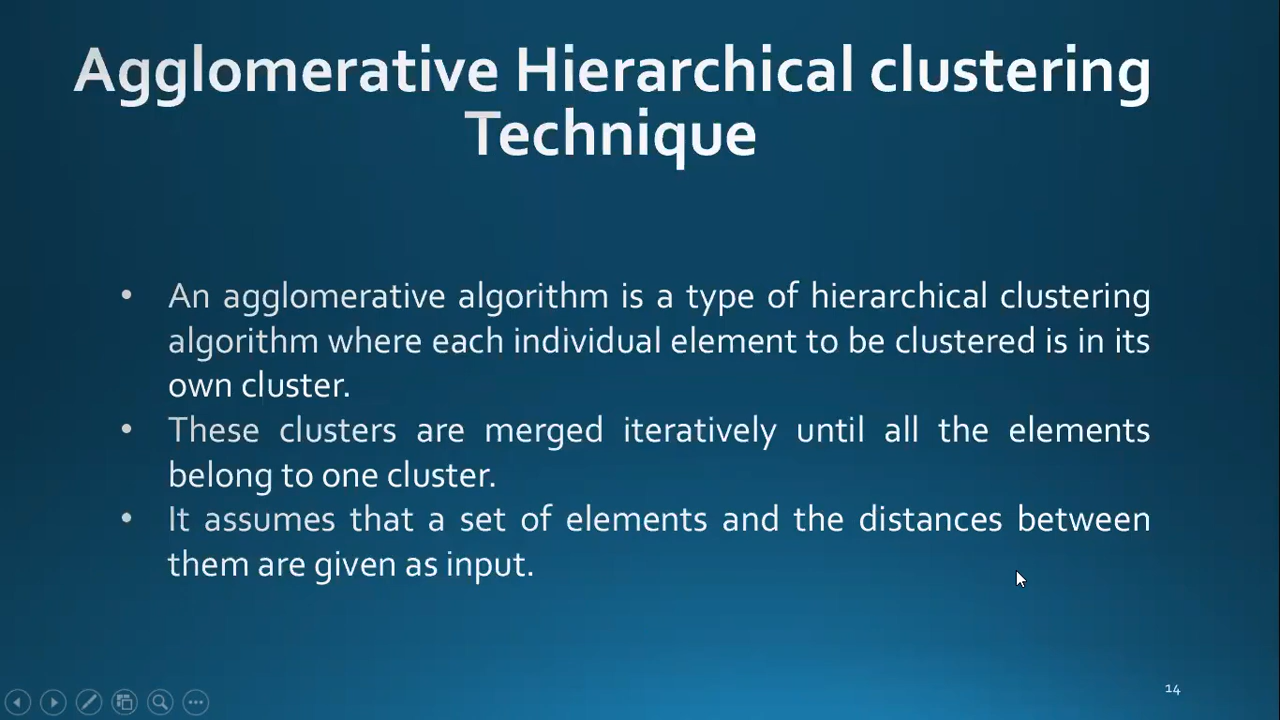 Agglomerative Hierarchical clustering
Technique
• An agglomerative algorithm is a type of hierarchical clustering
algorithm where each individual element to be clustered is in its
own cluster.
• These clusters are merged iteratively until all the elements
belong to one cluster.
• It assumes that a set of elements and the distances between
them are given as input.
14